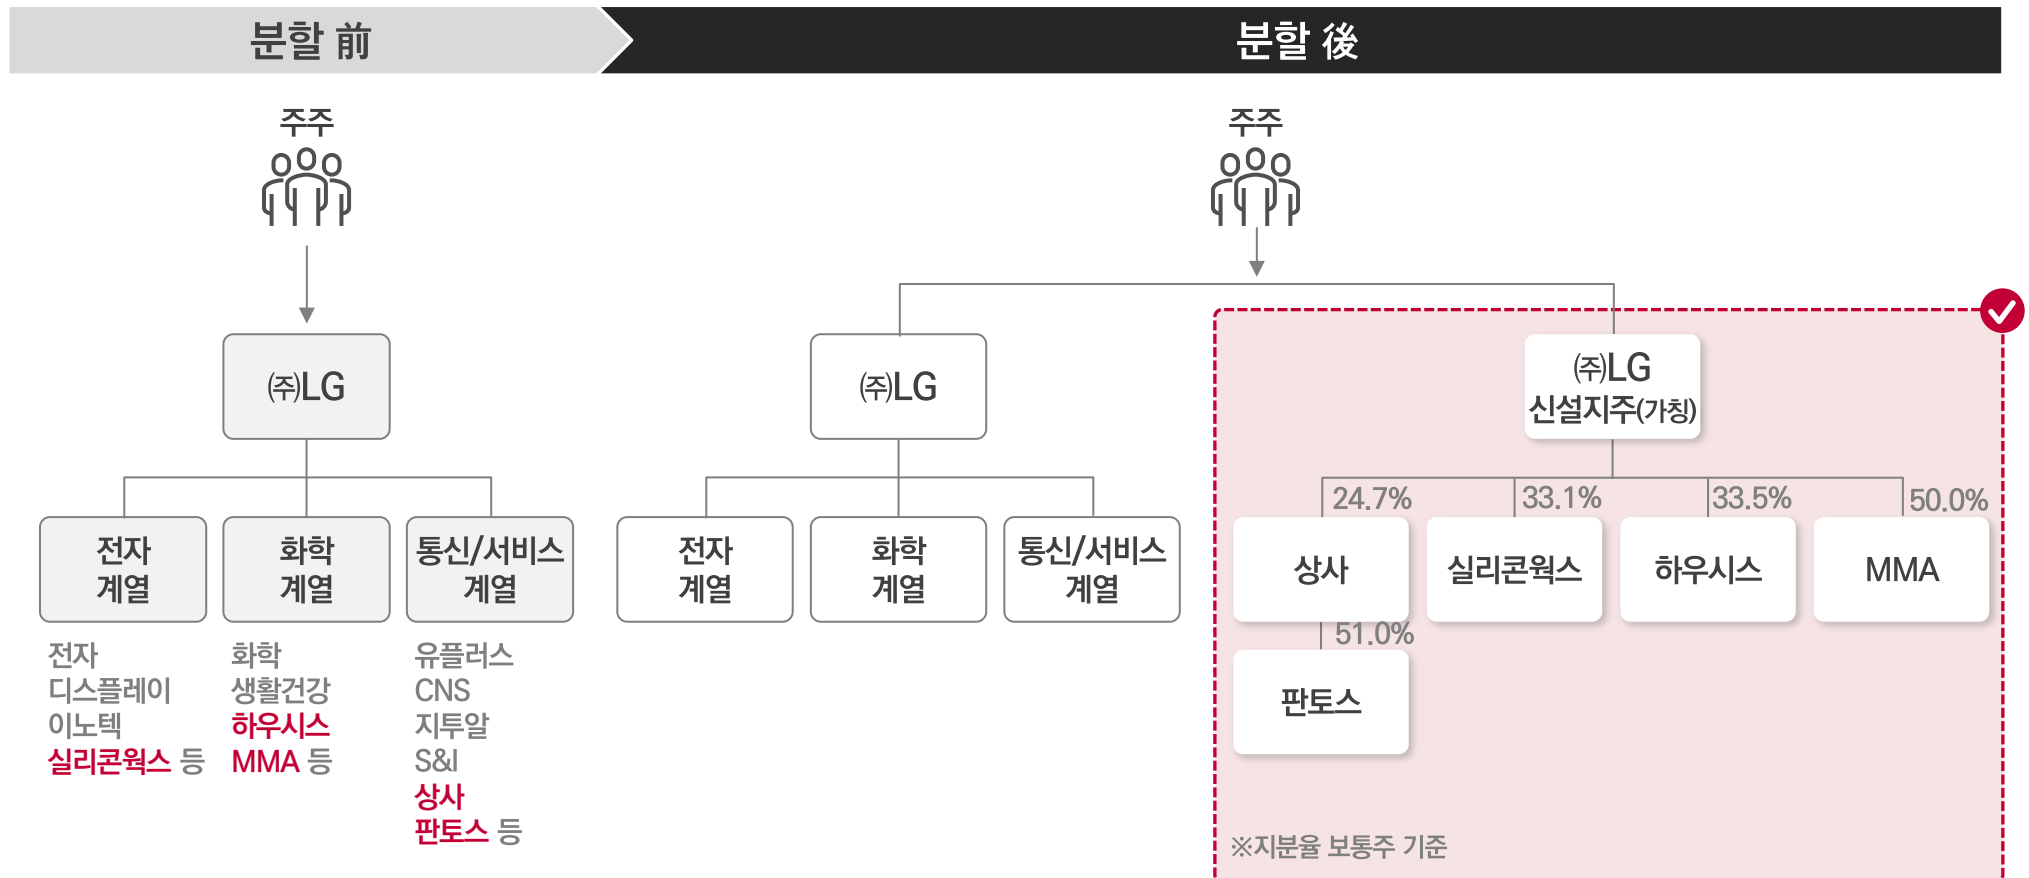 분할 前
분할 後
주주
㈜LG
전자
계열
화학
계열
통신/서비스
계열
전자
디스플레이
이노텍
실리콘웍스 등
화학
생활건강
하우시스
MMA 등
유플러스
CNS
지투알
S&I
상사
판토스 등
주주
㈜LG
전자
계열
화학
계열
통신/서비스
계열
㈜LG
신설지주(가칭)
24.7%
33.1%
33.5%
50.0%
상사
실리콘웍스
하우시스
MMA
51.0%
판토스
※지분율 보통주 기준